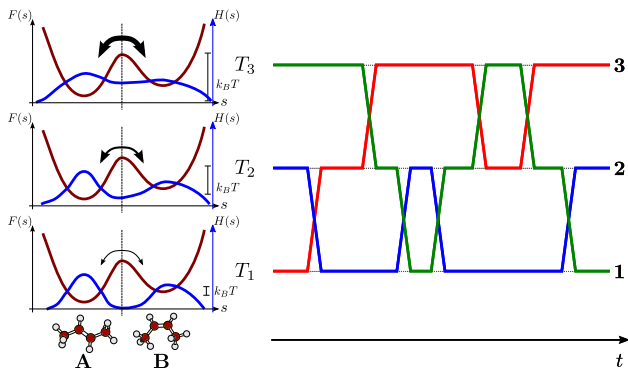 F(s) H(s)
k_BT
s
T_3
3
F(s) H(s)
k_BT
s
T_2
2
F(s) H(s)
k_BT
s
T_1
1
A B
t